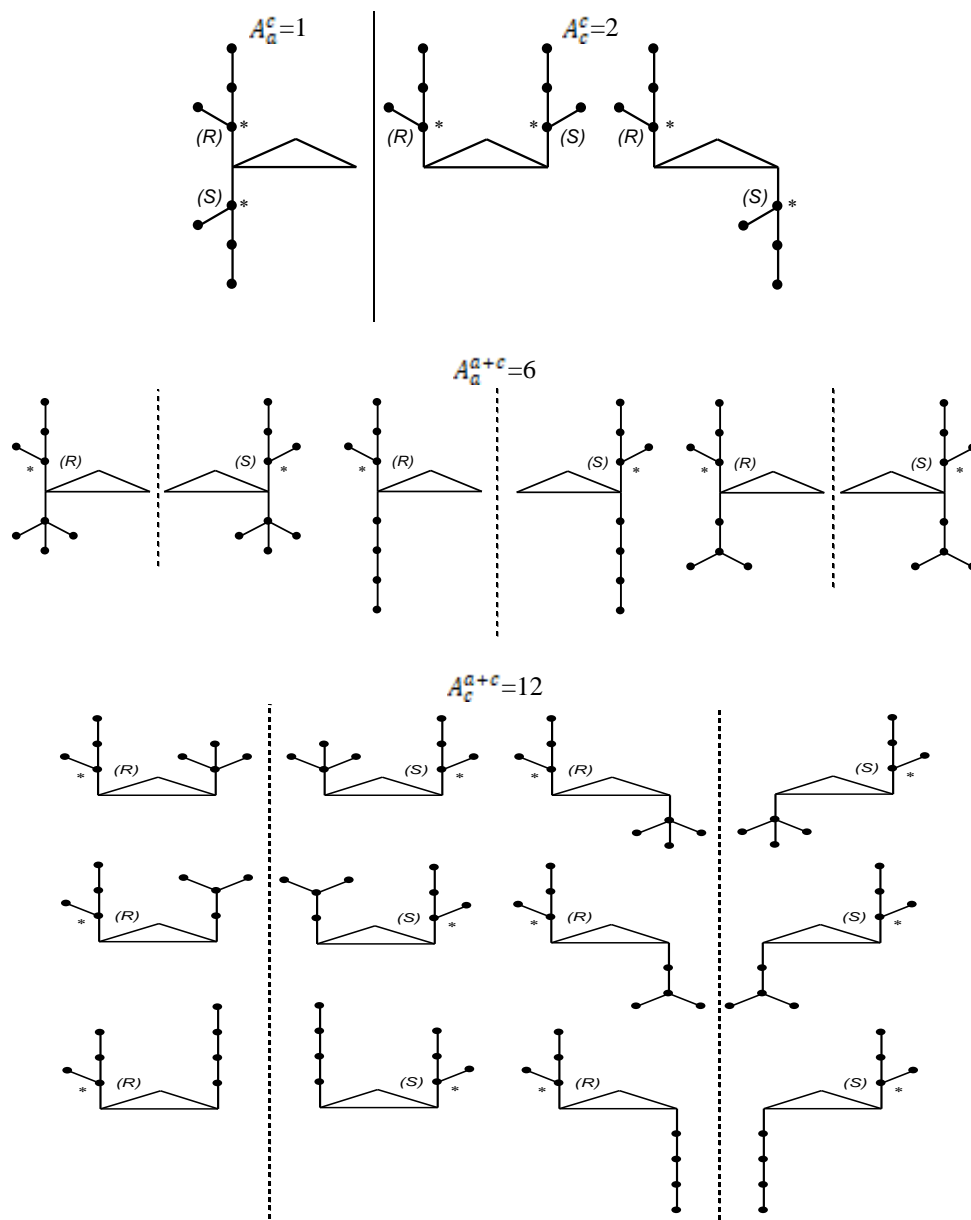 A_a^c=1 A_c^c=2
* * * *
(R) (R) (S) (R)
(S) (S)
* *
A_a^{a+c}=6
(R) (S) (R) (S) (R) (S)
* * * * * *
A_c^{a+c}=12
(R) (S) (R) (S)
* * * *
(R) (S) (R) (S)
* * * *
(R) (S) (R) (S)
* * * *